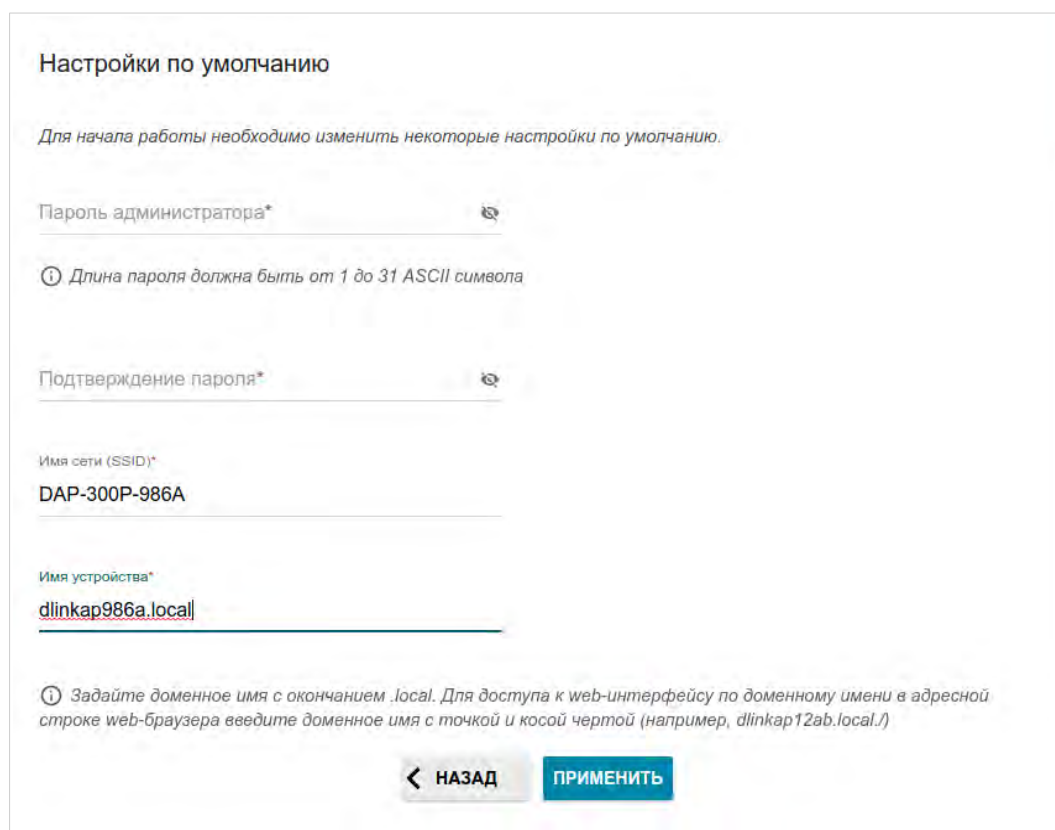 Настройки по умолчанию
Для начала работы необходимо изменить некоторые настройки по умолчанию.
Пароль администратора*
Длина пароля должна быть от 1 до 31 ASCII символа
Подтверждение пароля*
Имя сети (SSID)*
DAP-300P-986A
Имя устройства*
dlinkap986a.local
Задайте доменное имя с окончанием .local. Для доступа к web-интерфейсу по доменному имени в адресной
строке web-браузера введите доменное имя с точкой и косой чертой (например, dlinkap12ab.local./)
НАЗАД
ПРИМЕНИТЬ